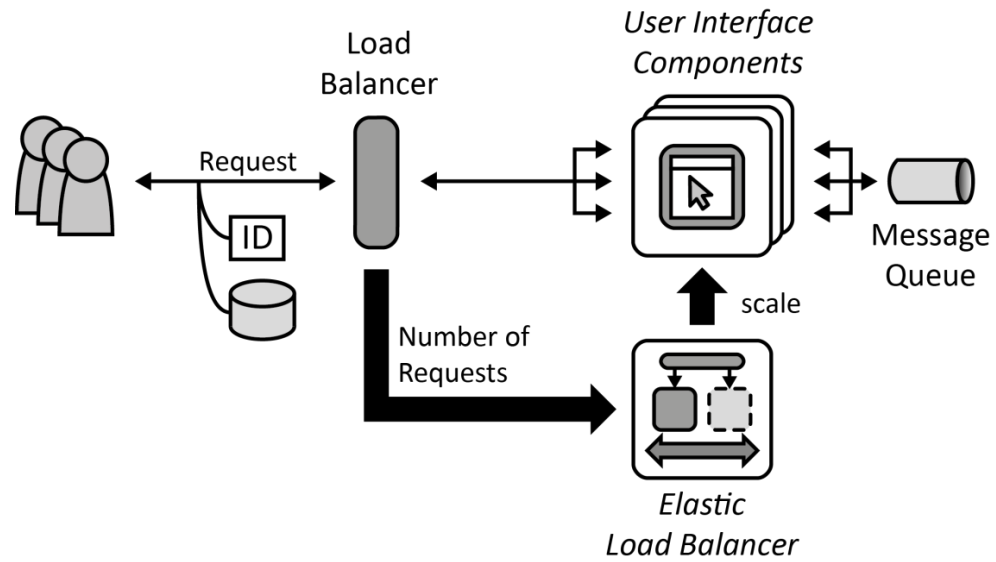 User Interface
Components
Load
Balancer
Request
ID
Message
Queue
scale
Number of
Requests
Elastic
Load Balancer